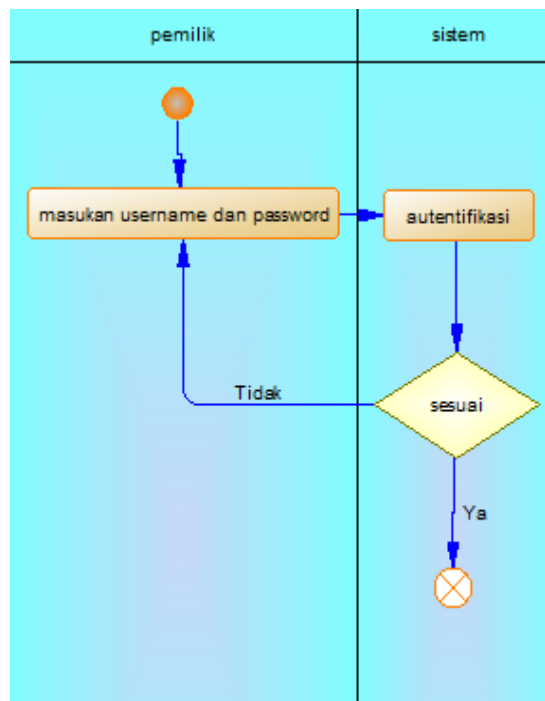 pemilik
sistem
masukan username dan password
autentifikasi
Tidak
sesuai
Ya